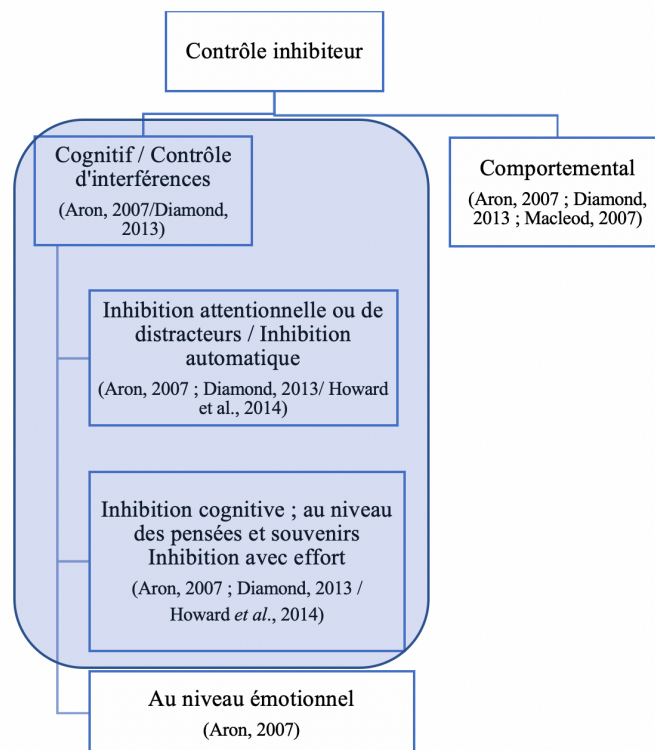 Contrôle inhibiteur
Cognitif / Contrôle
d'interférences
(Aron, 2007/Diamond,
2013)
Comportemental
(Aron, 2007 ; Diamond,
2013 ; Macleod, 2007)
Inhibition attentionnelle ou de
distracteurs / Inhibition
automatique
(Aron, 2007 ; Diamond, 2013/ Howard
et al., 2014)
Inhibition cognitive ; au niveau
des pensées et souvenirs
Inhibition avec effort
(Aron, 2007 ; Diamond, 2013 /
Howard et al., 2014)
Au niveau émotionnel
(Aron, 2007)